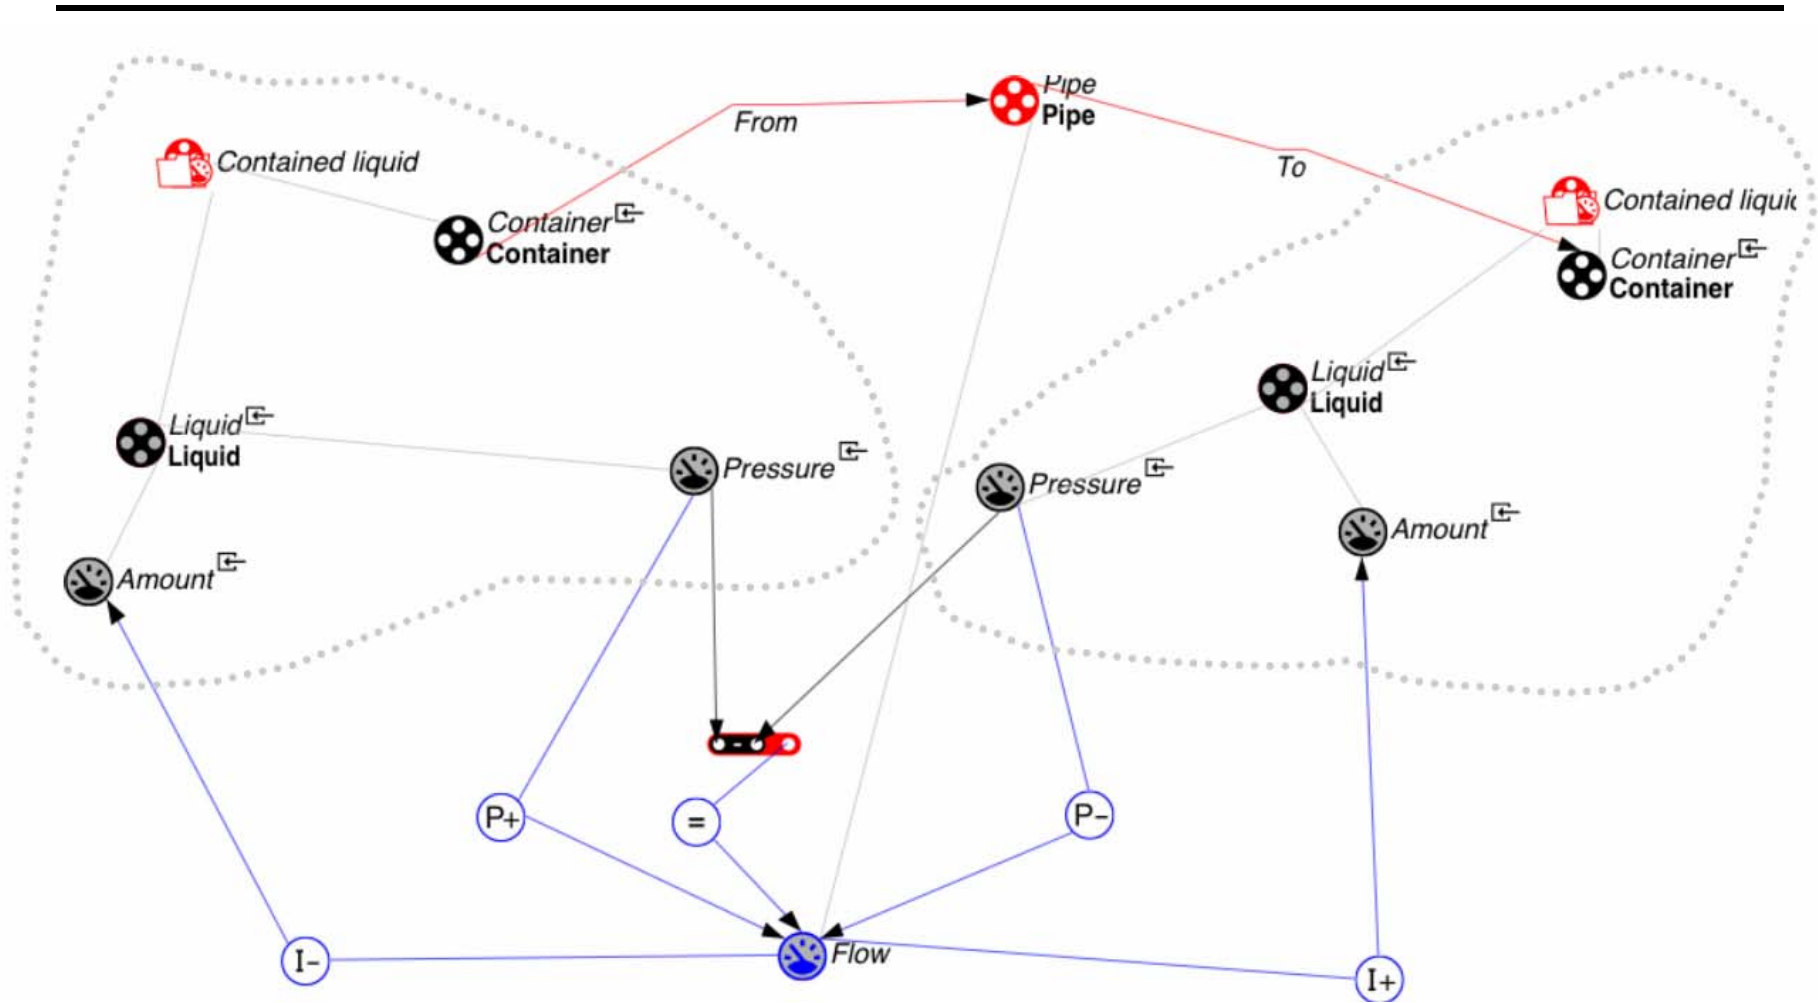 Pipe
Pipe
From
To
Contained liquid
Container
Container
Contained liquid
Container
Container
Liquid
Liquid
Liquid
Liquid
Pressure
Pressure
Amount
Amount
-
P+
=
P-
I-
Flow
I+